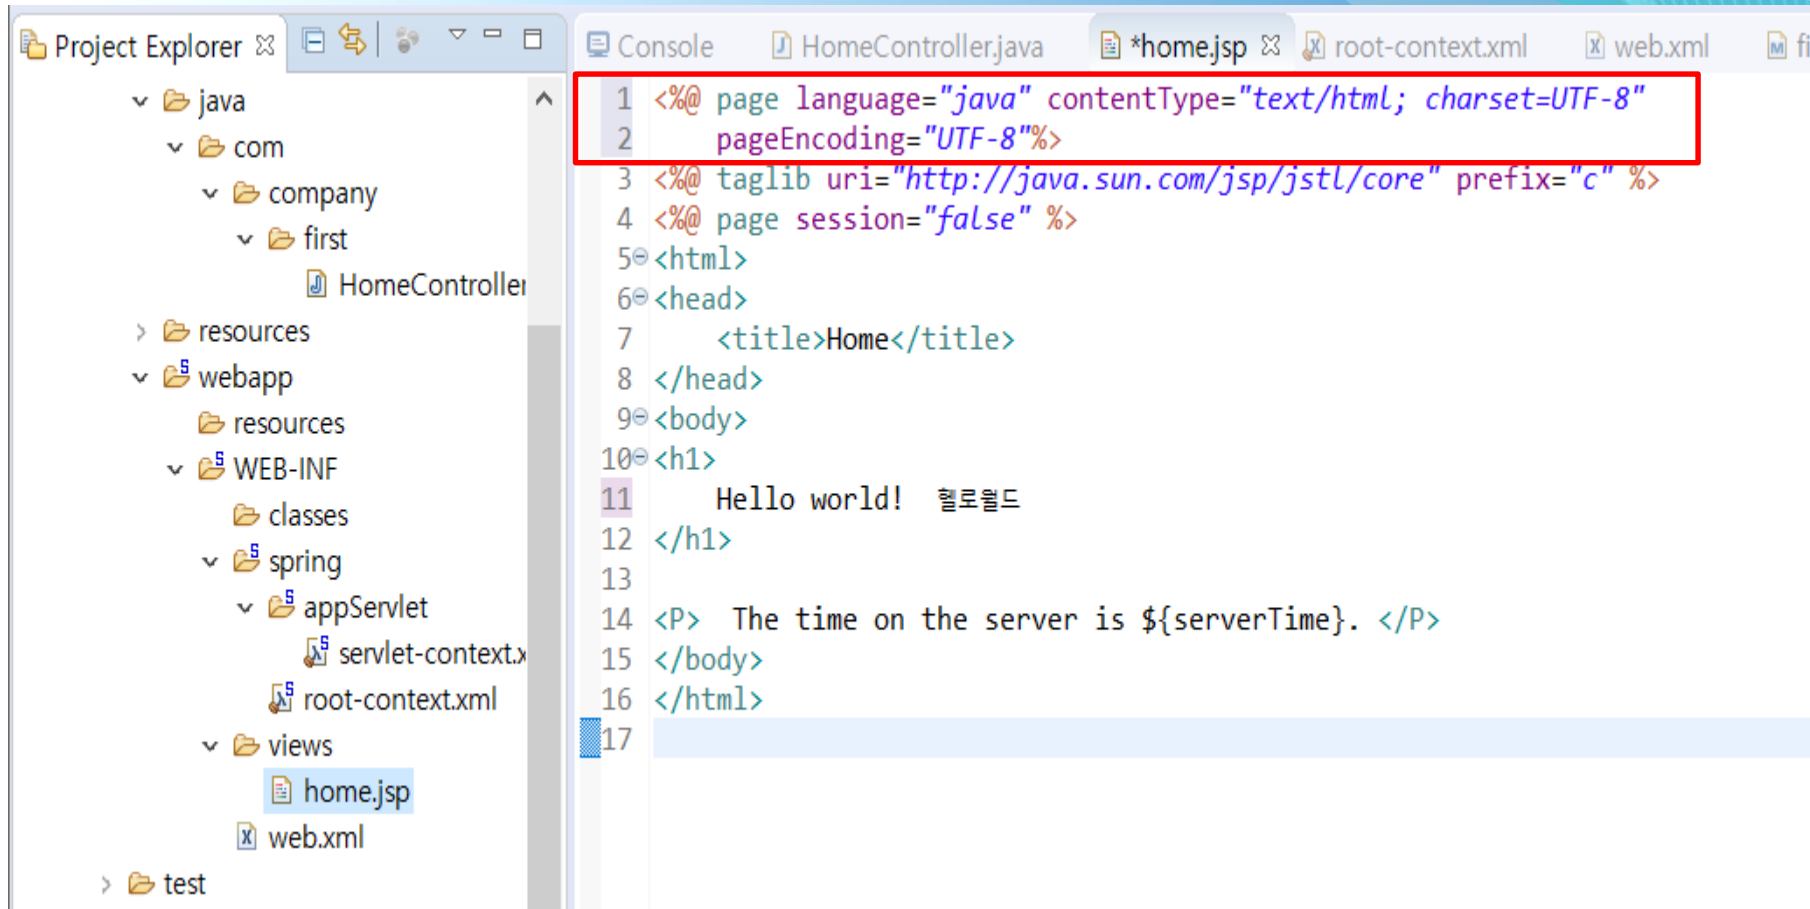 Project Explorer
java
com
company
first
HomeController
resources
webapp
resources
WEB-INF
classes
spring
appServlet
servlet-context.x
root-context.xml
views
home.jsp
web.xml
test
Console HomeController.java *home.jsp root-context.xml web.xml fi
1 <%@ page language="java" contentType="text/html; charset=UTF-8"
2 pageEncoding="UTF-8"%>
3 <%@ taglib uri="http://java.sun.com/jsp/jstl/core" prefix="c" %>
4 <%@ page session="false" %>
5 <html>
6 <head>
7 <title>Home</title>
8 </head>
9 <body>
10 <h1>
11 Hello world! 헬로월드
12 </h1>
13
14 <P> The time on the server is ${serverTime}. </P>
15 </body>
16 </html>
17